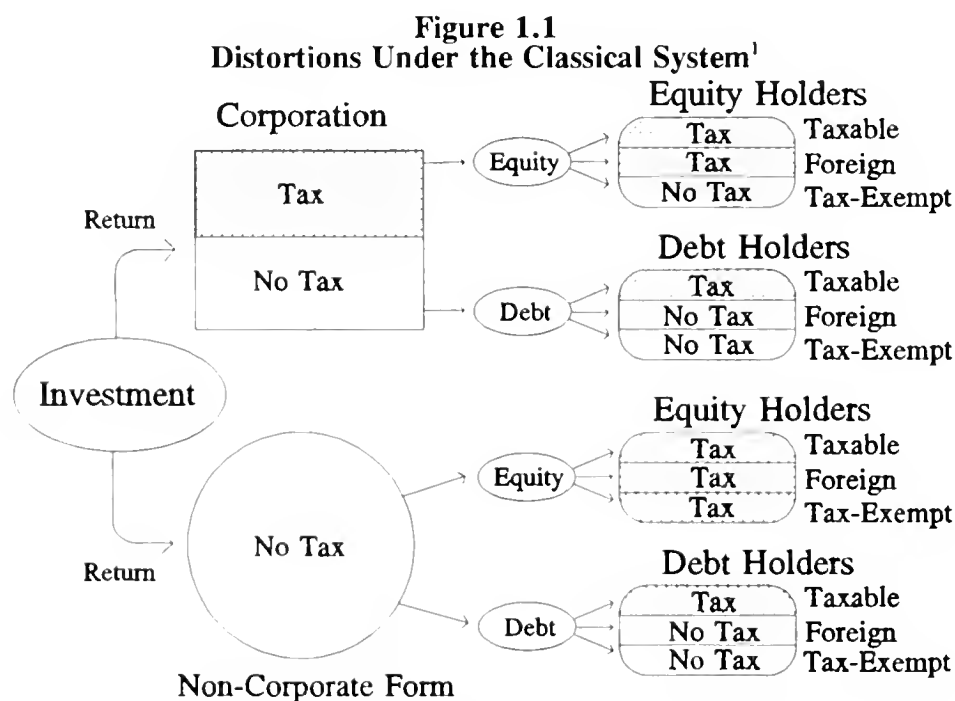 Figure 1.1
Distortions Under the Classical System¹
Corporation
Equity Holders
Return
Tax
No Tax
Equity
Tax Taxable
Tax Foreign
No Tax Tax-Exempt
Debt Holders
Debt
Tax Taxable
No Tax Foreign
No Tax Tax-Exempt
Investment
Return
No Tax
Non-Corporate Form
Equity Holders
Equity
Tax Taxable
Tax Foreign
Tax Tax-Exempt
Debt Holders
Debt
Tax Taxable
No Tax Foreign
No Tax Tax-Exempt